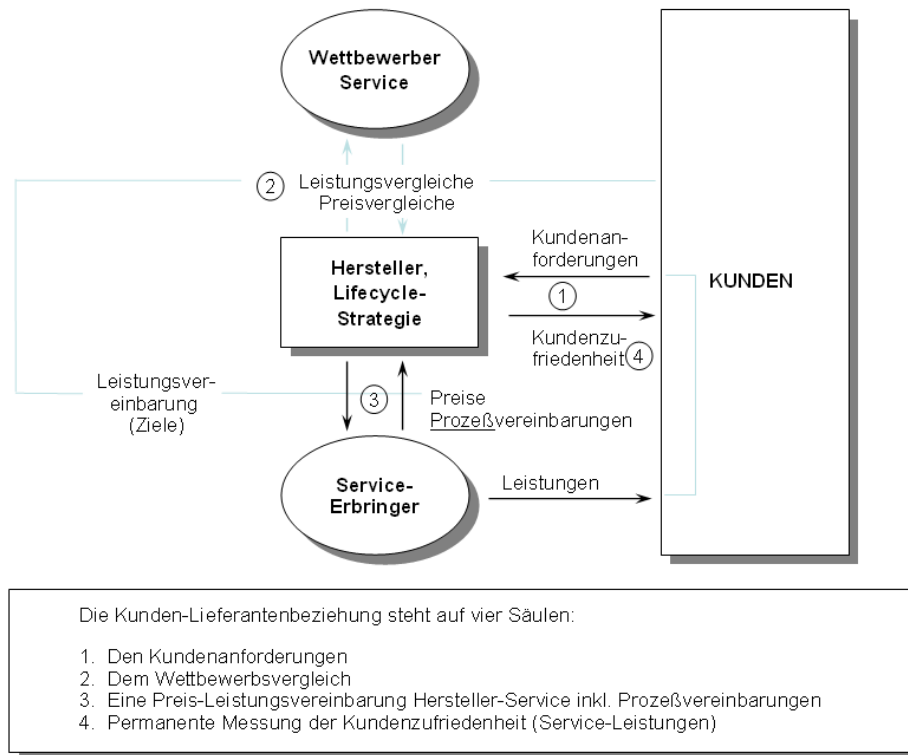 Wettbewerber
Service
2
Leistungsvergleiche
Preisvergleiche
Hersteller,
Lifecycle-
Strategie
Kundenan-
forderungen
1
Kundenzu-
friedenheit 4
KUNDEN
Leistungsver-
einbarung
(Ziele)
3
Preise
Prozeßvereinbarungen
Service-
Erbringer
Leistungen
Die Kunden-Lieferantenbeziehung steht auf vier Säulen:
1. Den Kundenanforderungen
2. Dem Wettbewerbsvergleich
3. Eine Preis-Leistungsvereinbarung Hersteller-Service inkl. Prozeßvereinbarungen
4. Permanente Messung der Kundenzufriedenheit (Service-Leistungen)